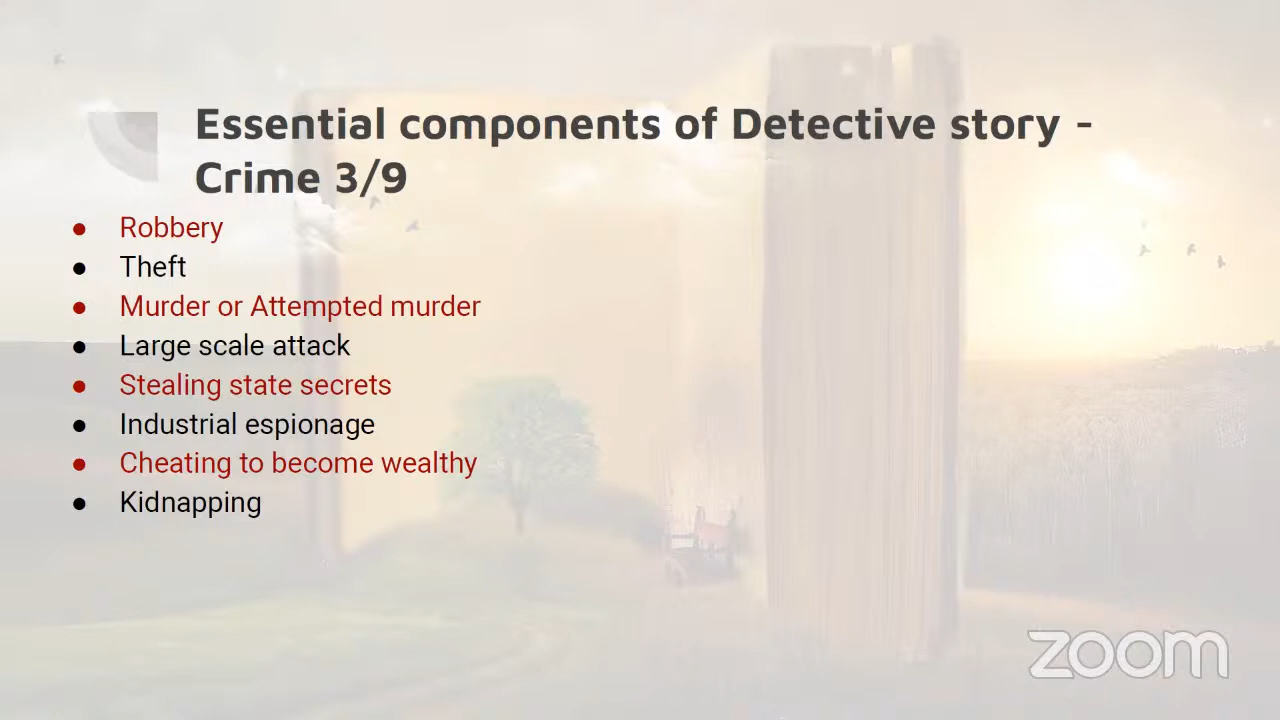 Essential components of Detective story -
Crime 3/9
● Robbery
● Theft
● Murder or Attempted murder
● Large scale attack
● Stealing state secrets
● Industrial espionage
● Cheating to become wealthy
● Kidnapping
zoom